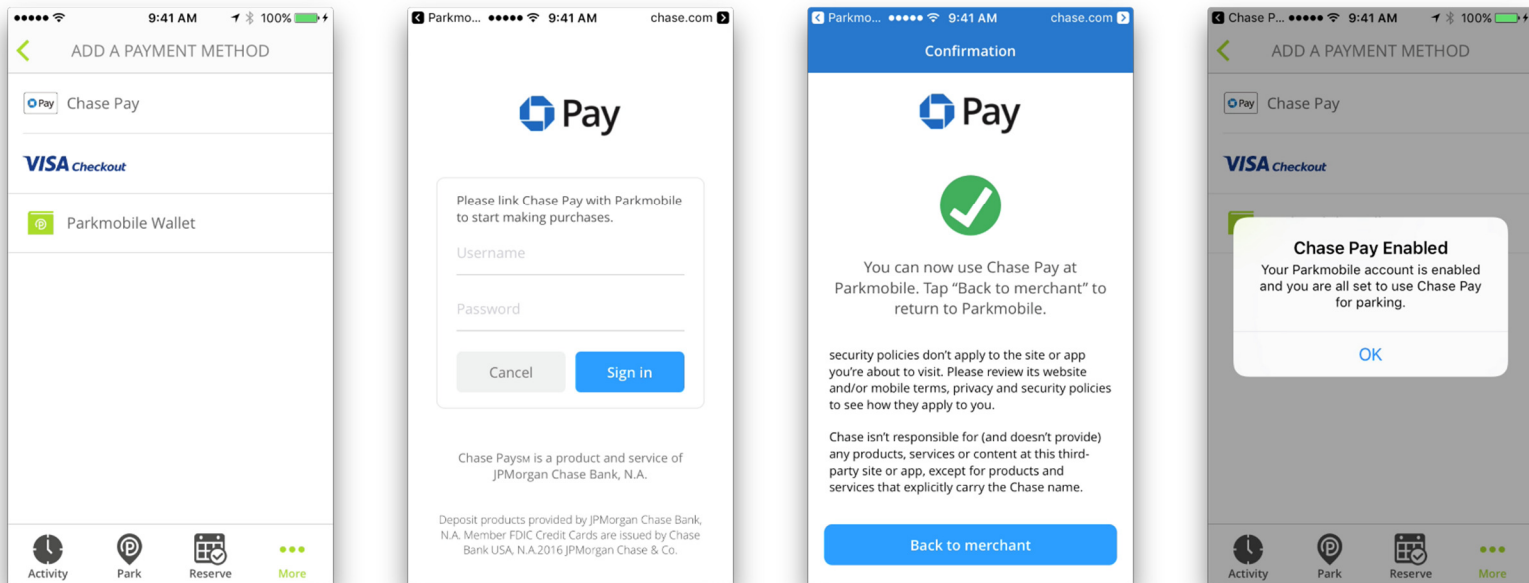 9:41 AM 100%
ADD A PAYMENT METHOD
Pay Chase Pay
VISA Checkout
Parkmobile Wallet
Activity Park Reserve More
Parkmo... 9:41 AM chase.com
Pay
Please link Chase Pay with Parkmobile
to start making purchases.
Username
Password
Cancel Sign in
Chase Paysm is a product and service of
JPMorgan Chase Bank, N.A.
Deposit products provided by JPMorgan Chase Bank,
N.A. Member FDIC Credit Cards are issued by Chase
Bank USA, N.A.2016 JPMorgan Chase & Co.
Parkmo... 9:41 AM chase.com
Confirmation
Pay
You can now use Chase Pay at
Parkmobile. Tap “Back to merchant” to
return to Parkmobile.
security policies don’t apply to the site or app
you’re about to visit. Please review its website
and/or mobile terms, privacy and security policies
to see how they apply to you.
Chase isn’t responsible for (and doesn’t provide)
any products, services or content at this third-
party site or app, except for products and
services that explicitly carry the Chase name.
Back to merchant
Chase P... 9:41 AM 100%
ADD A PAYMENT METHOD
Pay Chase Pay
VISA Checkout
Chase Pay Enabled
Your Parkmobile account is enabled
and you are all set to use Chase Pay
for parking.
OK
Activity Park Reserve More